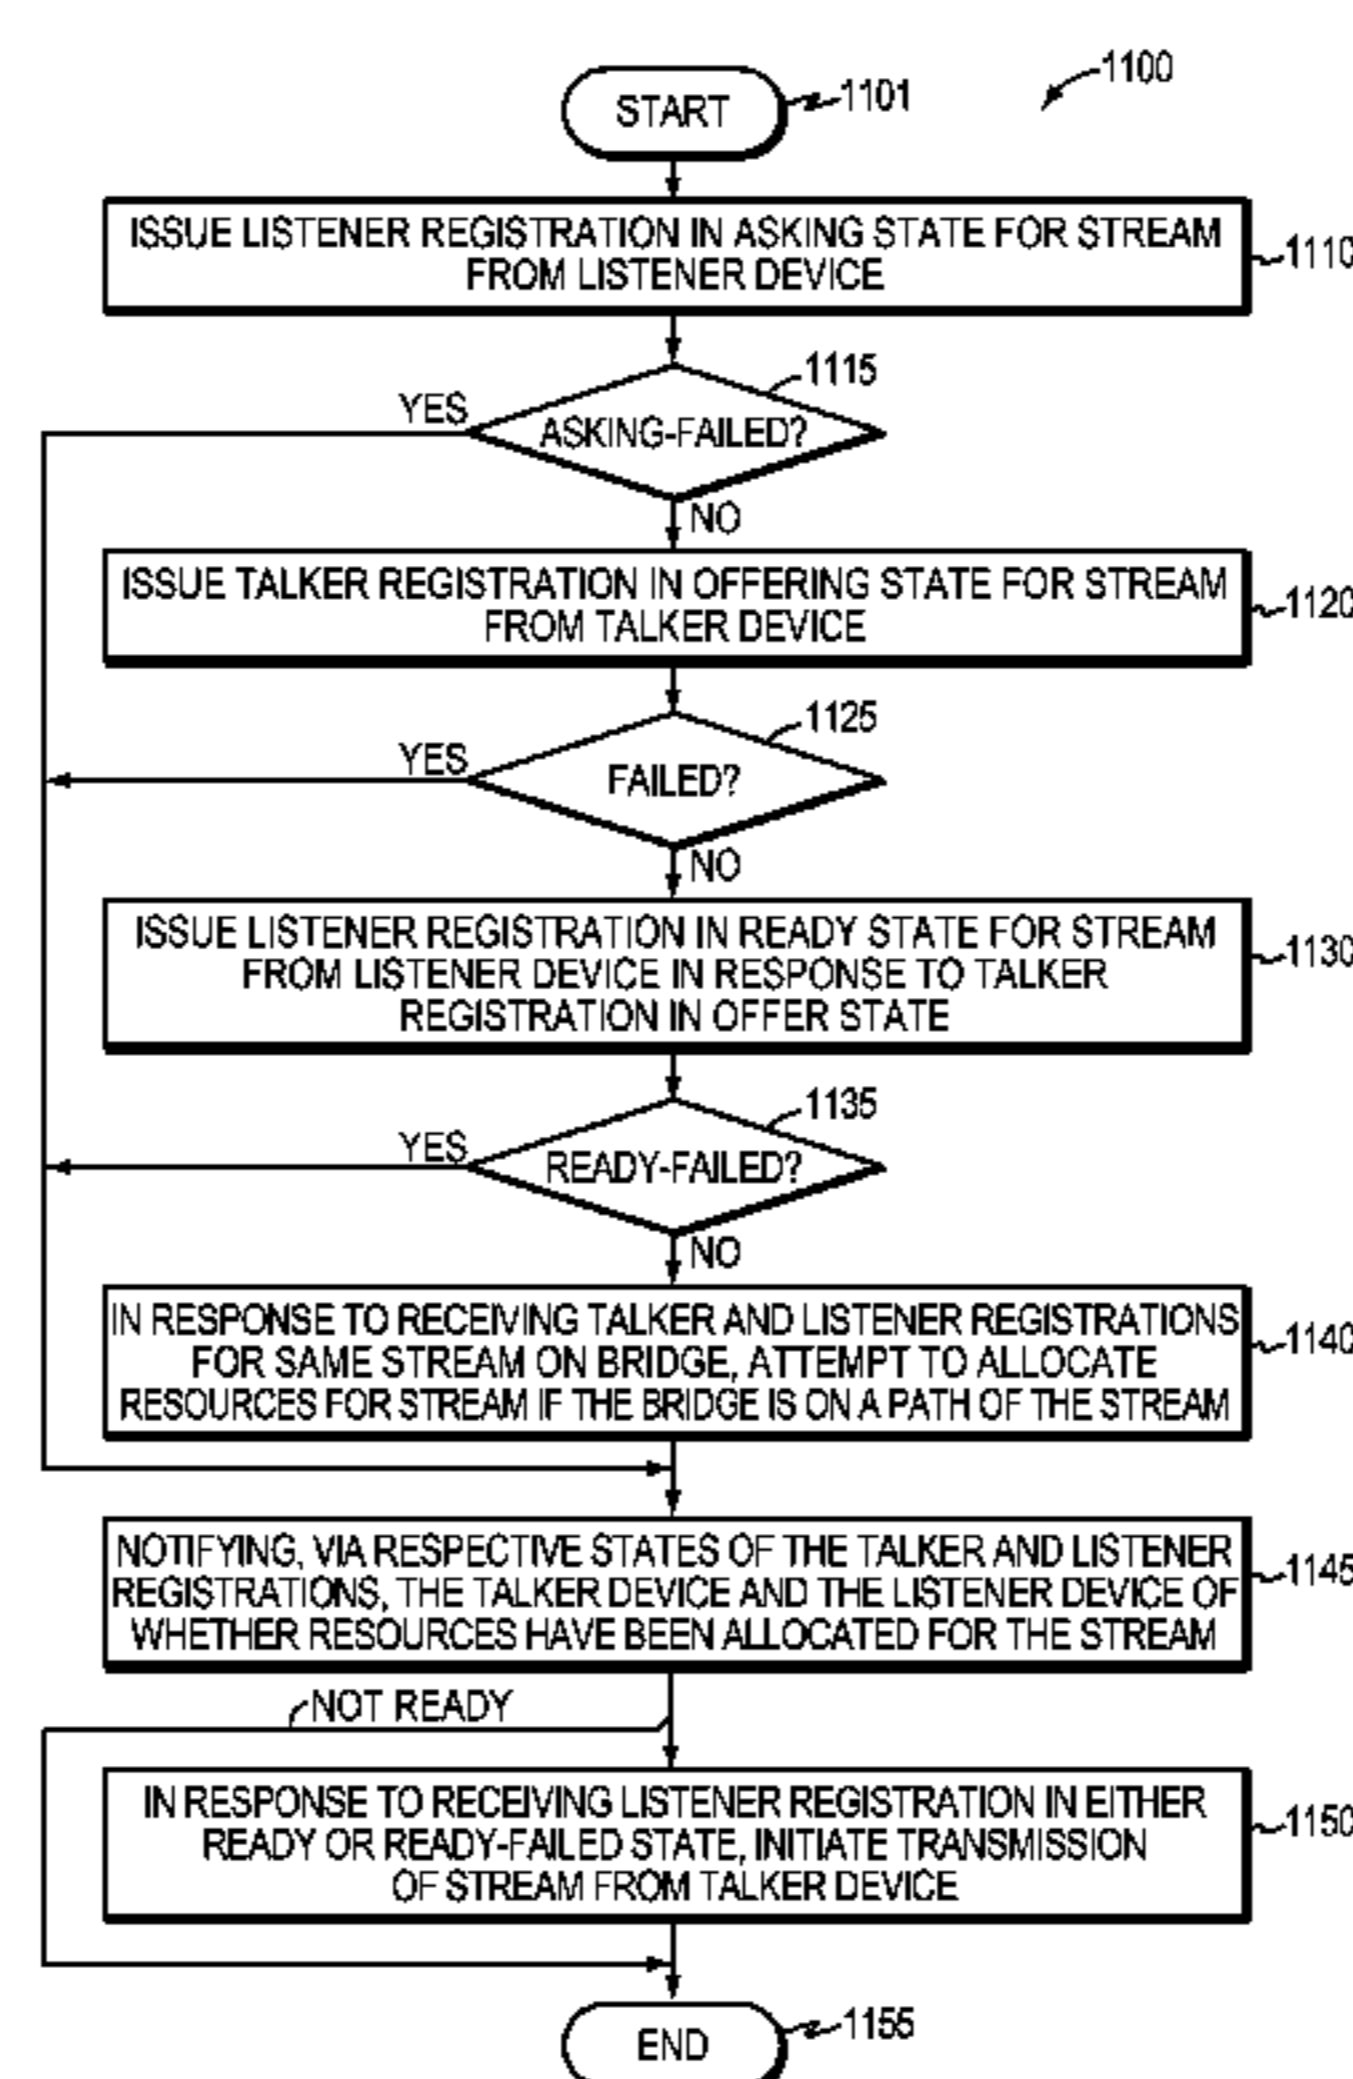 1100
START
1101
ISSUE LISTENER REGISTRATION IN ASKING STATE FOR STREAM
FROM LISTENER DEVICE
1110
1115
YES
ASKING-FAILED?
NO
ISSUE TALKER REGISTRATION IN OFFERING STATE FOR STREAM
FROM TALKER DEVICE
1120
1125
YES
FAILED?
NO
ISSUE LISTENER REGISTRATION IN READY STATE FOR STREAM
FROM LISTENER DEVICE IN RESPONSE TO TALKER
REGISTRATION IN OFFER STATE
1130
1135
YES
READY-FAILED?
NO
IN RESPONSE TO RECEIVING TALKER AND LISTENER REGISTRATIONS
FOR SAME STREAM ON BRIDGE, ATTEMPT TO ALLOCATE
RESOURCES FOR STREAM IF THE BRIDGE IS ON A PATH OF THE STREAM
1140
NOTIFYING, VIA RESPECTIVE STATES OF THE TALKER AND LISTENER
REGISTRATIONS, THE TALKER DEVICE AND THE LISTENER DEVICE OF
WHETHER RESOURCES HAVE BEEN ALLOCATED FOR THE STREAM
1145
NOT READY
IN RESPONSE TO RECEIVING LISTENER REGISTRATION IN EITHER
READY OR READY-FAILED STATE, INITIATE TRANSMISSION
OF STREAM FROM TALKER DEVICE
1150
END
1155